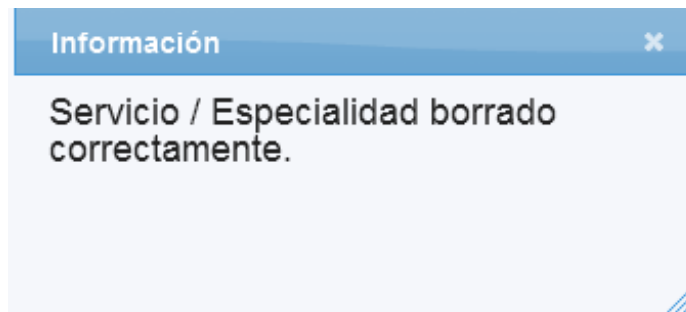 Información
Servicio / Especialidad borrado
correctamente.